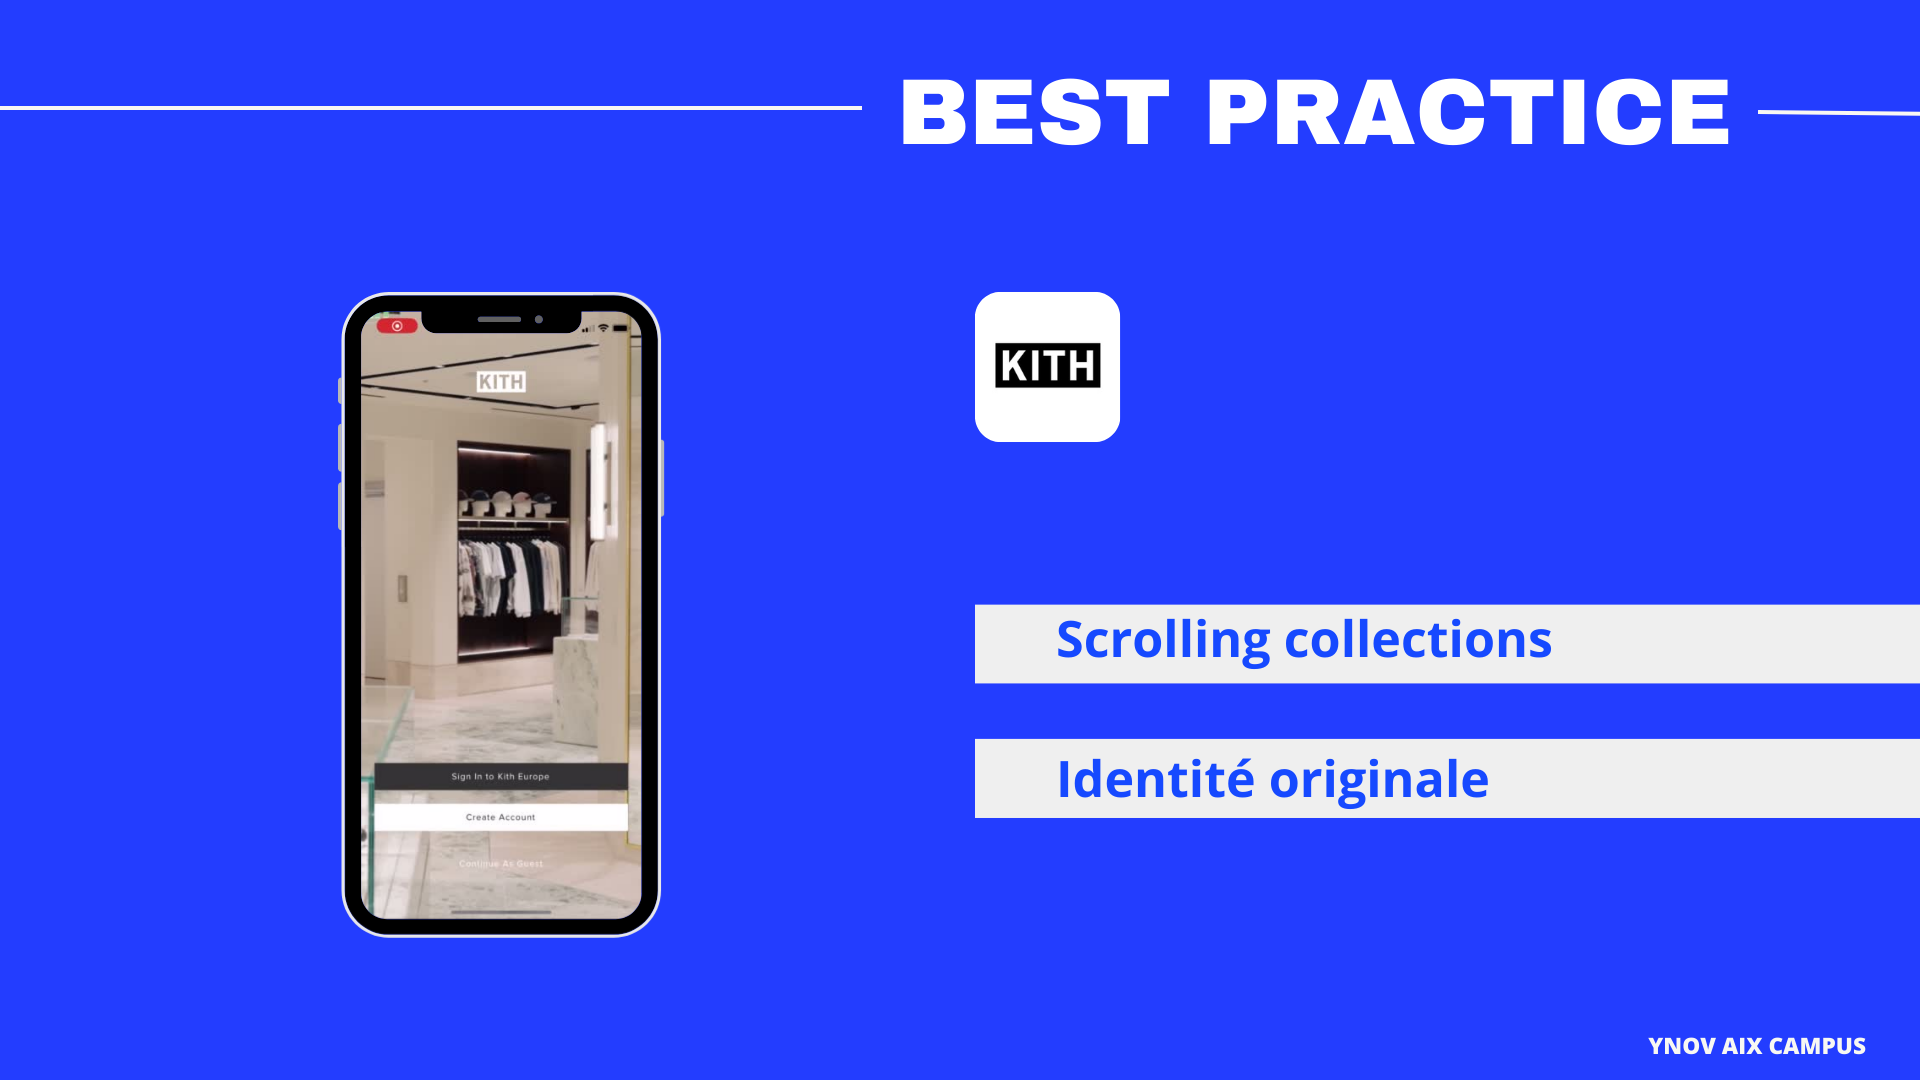 BEST PRACTICE
KITH
KITH
Sign In to Kith Europe
Create Account
Continue As Guest
Scrolling collections
Identité originale
YNOV AIX CAMPUS